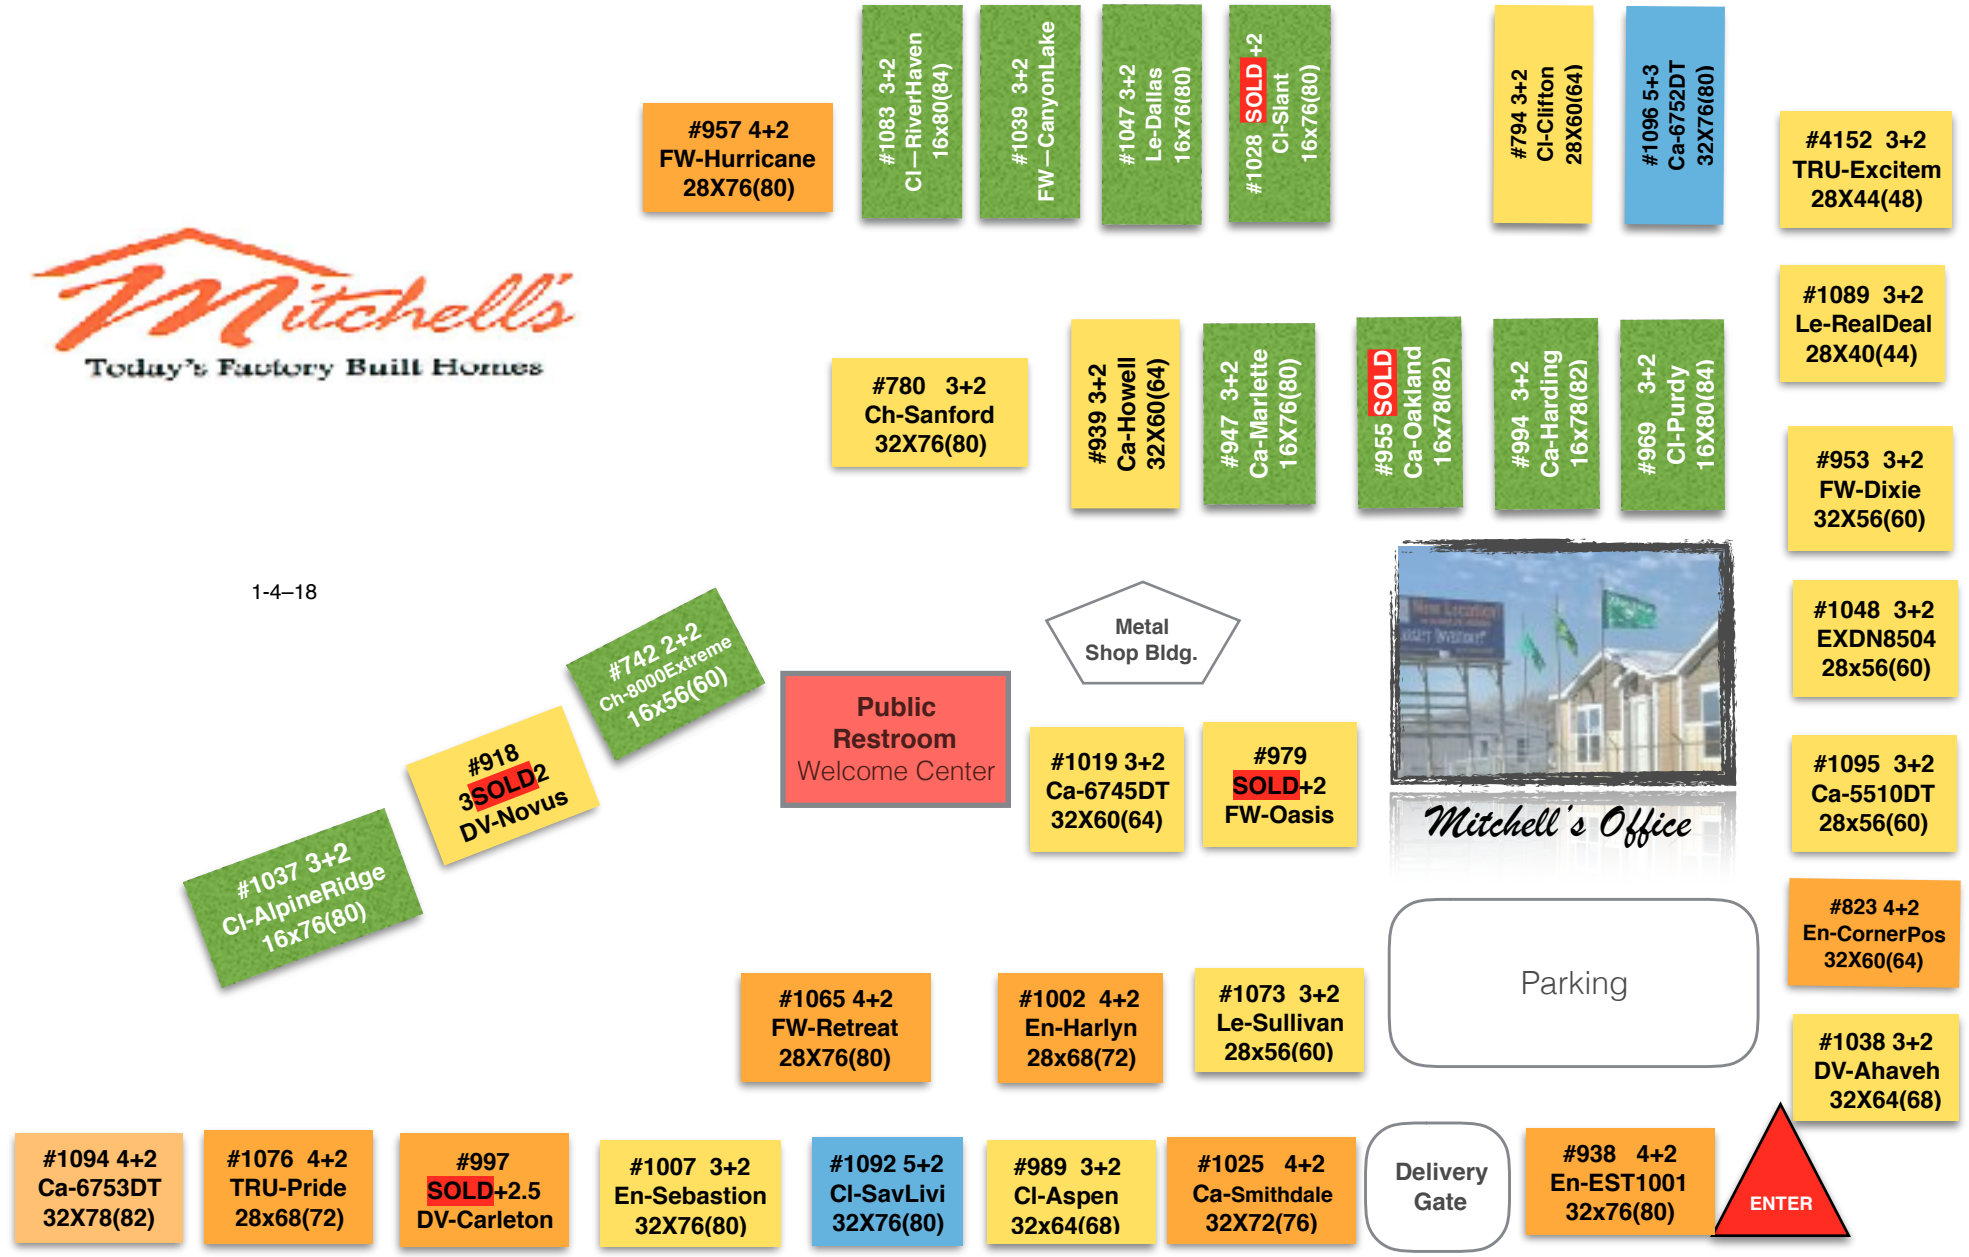 #1083  3+2
Cl—RiverHaven
16x80(84)
#1039  3+2
FW—CanyonLake
#1047 3+2
Le-Dallas
16x76(80)
#1028 SOLD +2
Cl-Slant
16x76(80)
#794 3+2
Cl-Clifton
28X60(64)
#1096 5+3
Ca-6752DT
32X76(80)
#957 4+2
FW-Hurricane
28X76(80)
#4152  3+2
TRU-Excitem
28X44(48)
Mitchell's
Today's Factory Built Homes
#1089  3+2
Le-RealDeal
28X40(44)
#780   3+2
Ch-Sanford
32X76(80)
#939 3+2
Ca-Howell
32X60(64)
#947  3+2
Ca-Marlette
16X76(80)
#955 SOLD
Ca-Oakland
16x78(82)
#994  3+2
Ca-Harding
16x78(82)
#969   3+2
Cl-Purdy
16X80(84)
#953  3+2
FW-Dixie
32X56(60)
1-4–18
New Location
#1048  3+2
EXDN8504
28x56(60)
Metal
Shop Bldg.
#742 2+2
Ch-8000Extreme
16x56(60)
Public
Restroom
Welcome Center
#918
3SOLD2
DV-Novus
#1019 3+2
Ca-6745DT
32X60(64)
#979
SOLD+2
FW-Oasis
Mitchell's Office
#1095  3+2
Ca-5510DT
28x56(60)
#1037 3+2
Cl-AlpineRidge
16x76(80)
#823 4+2
En-CornerPos
32X60(64)
Parking
#1065 4+2
FW-Retreat
28X76(80)
#1002  4+2
En-Harlyn
28x68(72)
#1073  3+2
Le-Sullivan
28x56(60)
#1038 3+2
DV-Ahaveh
32X64(68)
#1094 4+2
Ca-6753DT
32X78(82)
#1076  4+2
TRU-Pride
28x68(72)
#997
SOLD+2.5
DV-Carleton
#1007  3+2
En-Sebastion
32X76(80)
#1092 5+2
Cl-SavLivi
32X76(80)
#989  3+2
Cl-Aspen
32x64(68)
#1025   4+2
Ca-Smithdale
32X72(76)
Delivery
Gate
#938   4+2
En-EST1001
32x76(80)
ENTER